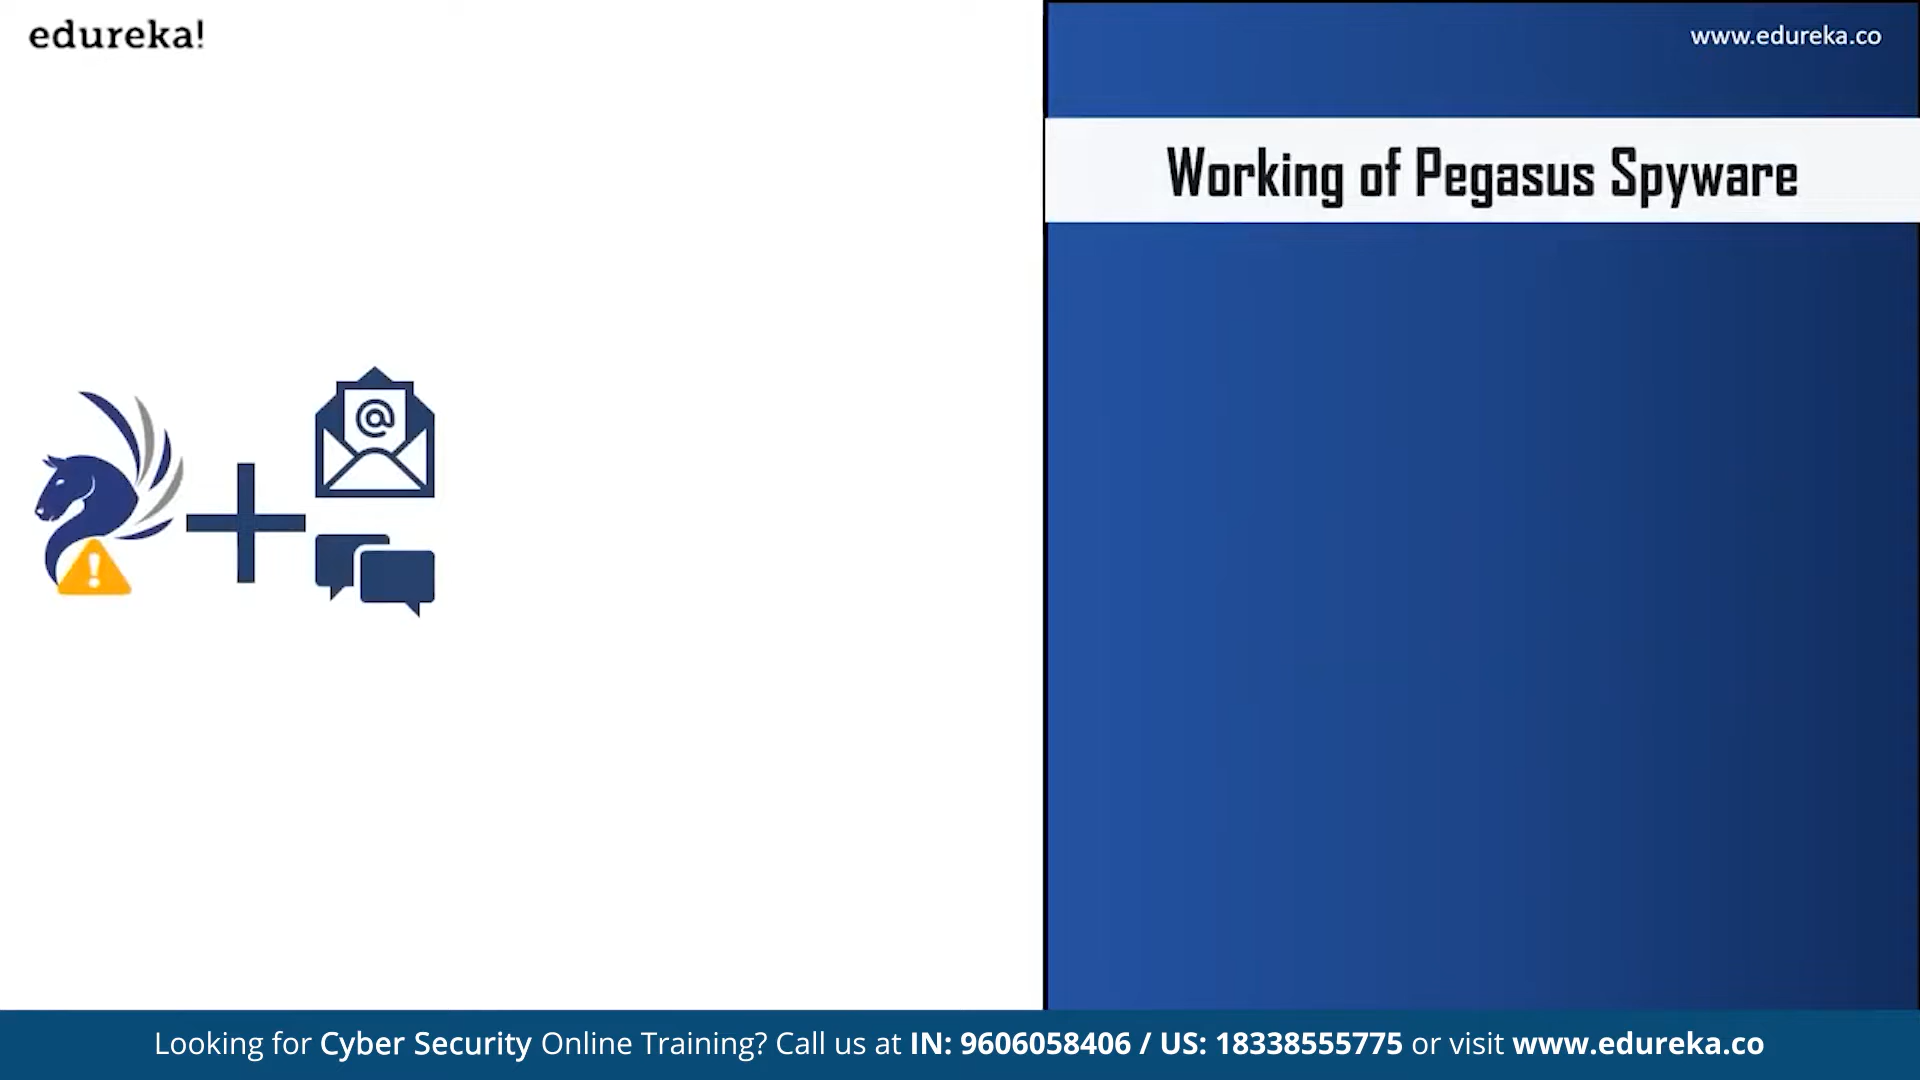 edureka!
www.edureka.co
Working of Pegasus Spyware
@
!
Looking for Cyber Security Online Training? Call us at IN: 9606058406 / US: 18338555775 or visit www.edureka.co